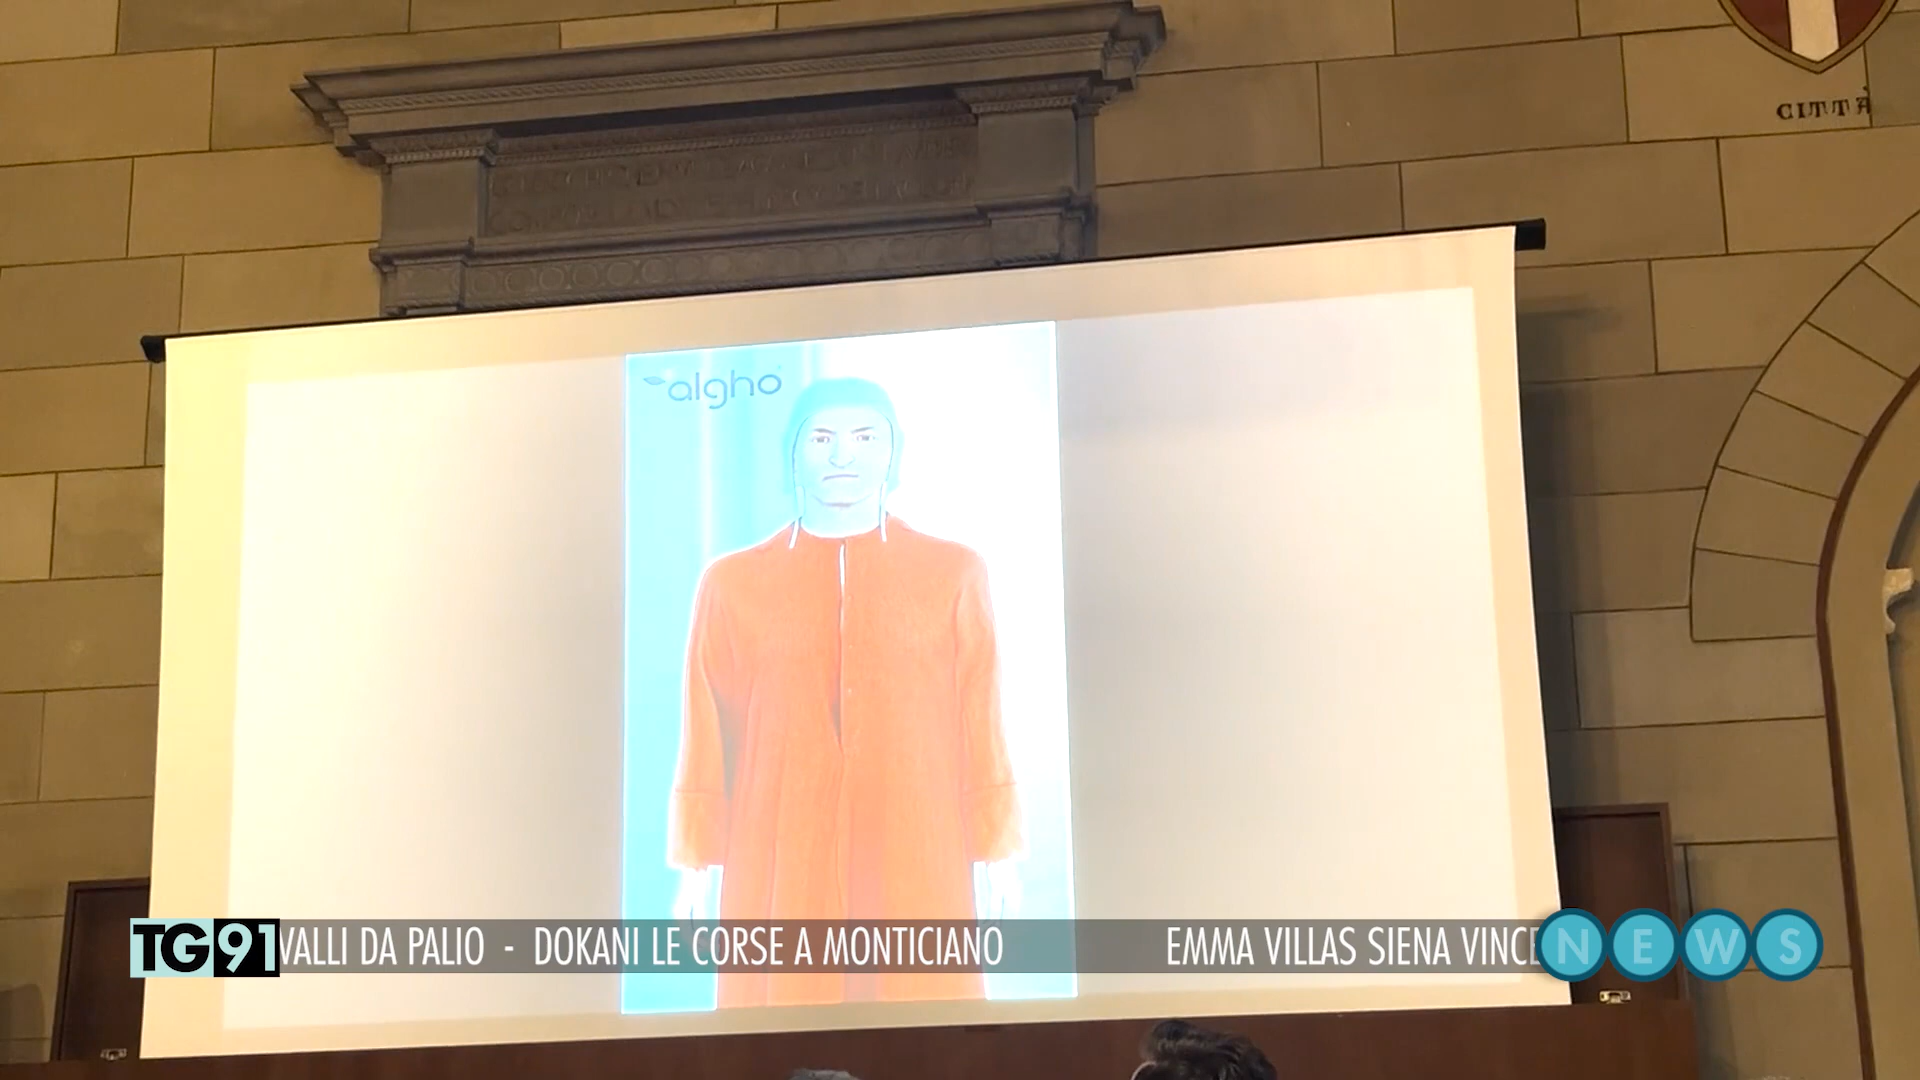 CITTÀ
algho
TG91 VALLI DA PALIO - DOKANI LE CORSE A MONTICIANO EMMA VILLAS SIENA VINCE NEWS